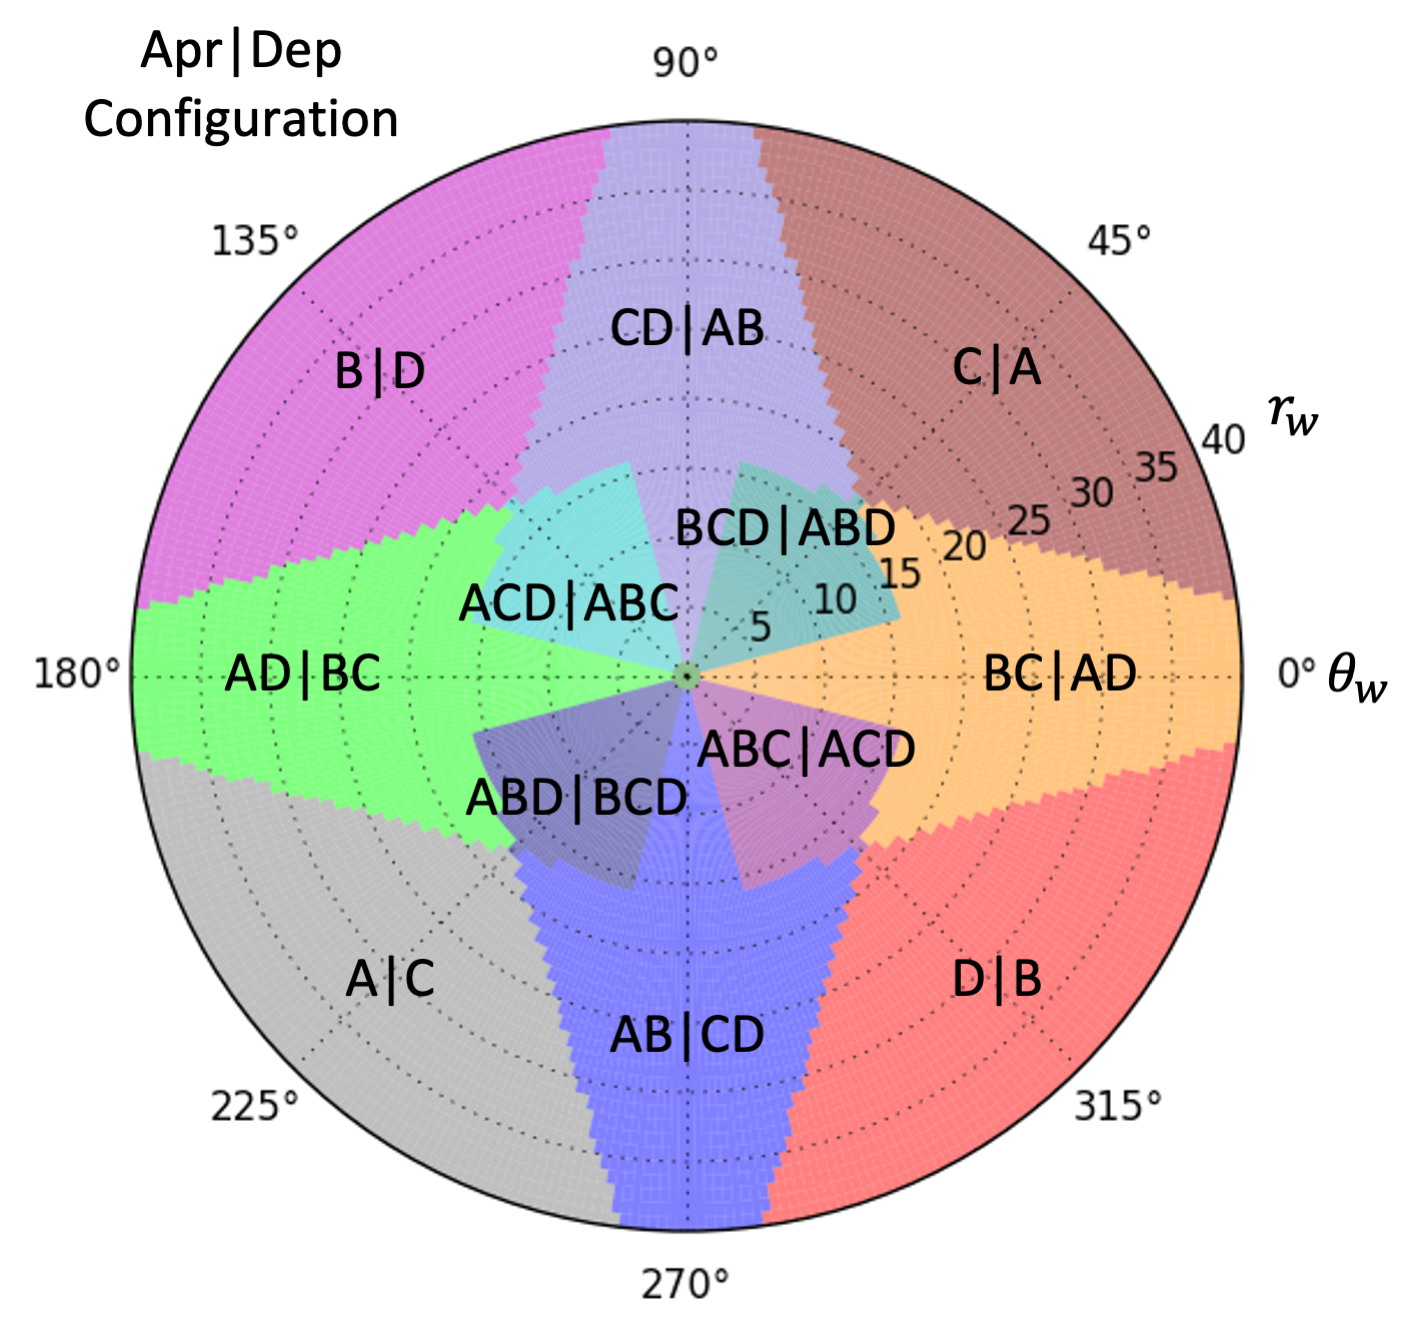 Apr|Dep
Configuration
90°
135°
45°
CD|AB
B|D
C|A
r_w
40
35
30
25
20
15
10
5
BCD|ABD
ACD|ABC
180°
AD|BC
BC|AD
0° θ_w
ABC|ACD
ABD|BCD
A|C
D|B
AB|CD
225°
315°
270°